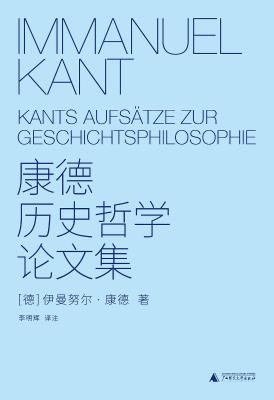 IMMANUEL
KANT
KANTS AUFSÄTZE ZUR
GESCHICHTSPHILOSOPHIE
康德
历史哲学
论文集
[德]伊曼努尔·康德 著
李明辉 译注